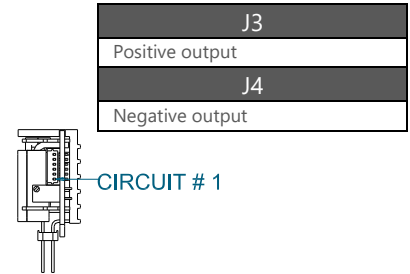 J3
Positive output
J4
Negative output
CIRCUIT # 1